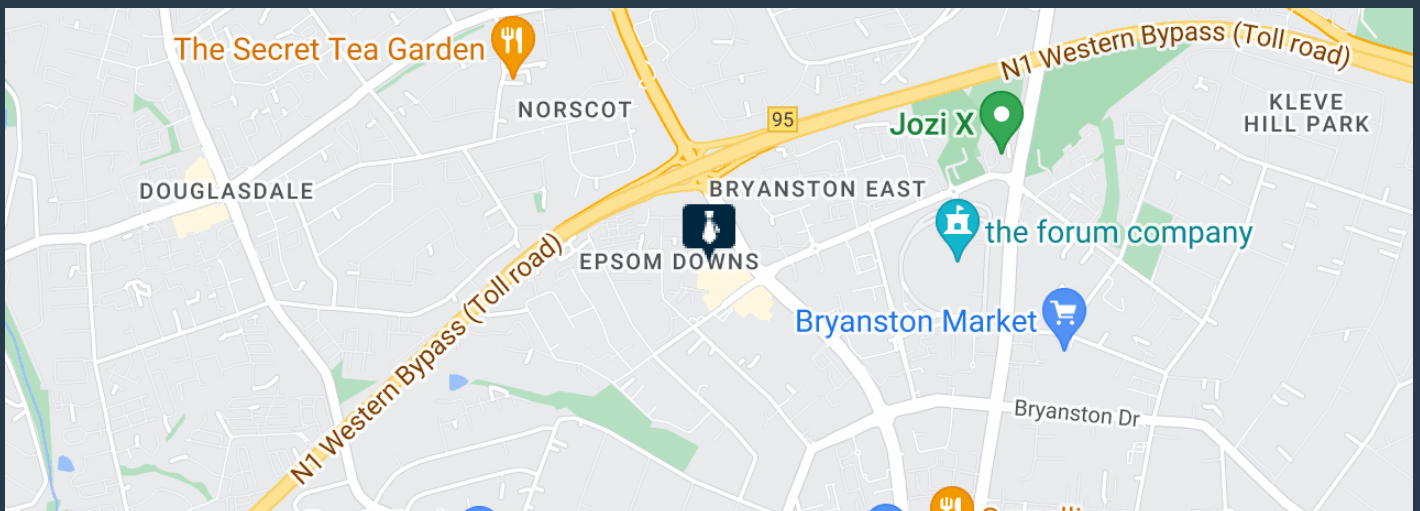 The Secret Tea Garden
N1 Western Bypass (Toll road)
NORSCOT
95
Jozi X
KLEVE
HILL PARK
DOUGLASDALE
BRYANSTON EAST
the forum company
EPSOM DOWNS
N1 Western Bypass (Toll road)
Bryanston Market
Bryanston Dr